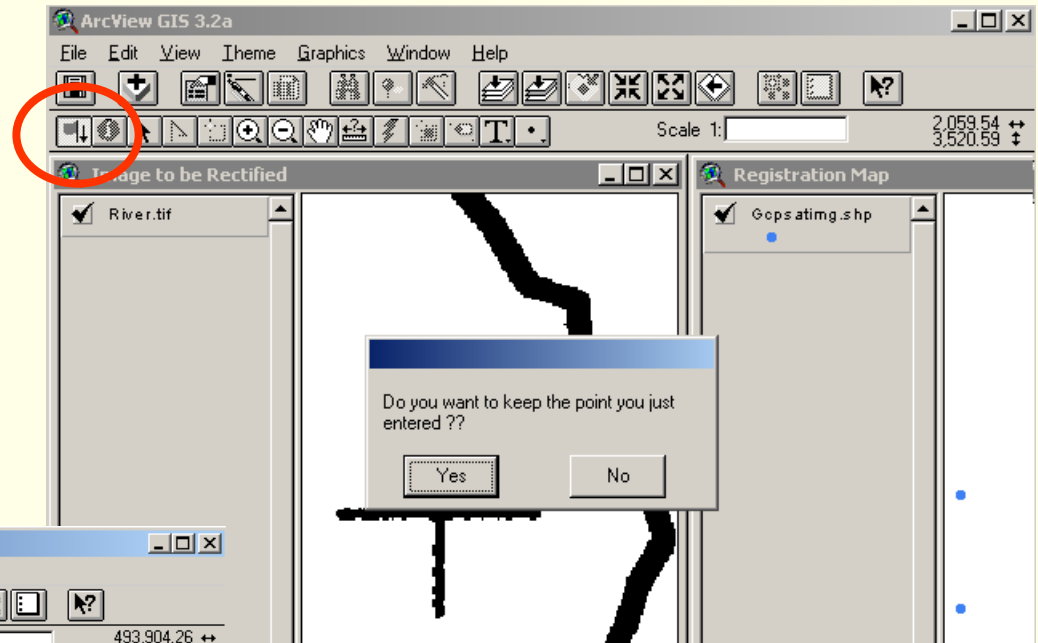 ArcView GIS 3.2a
File Edit View Theme Graphics Window Help
Scale 1:
2,059.54
3,520.59
Image to be Rectified
Registration Map
River.tif
Gcpsatimg.shp
Do you want to keep the point you just
entered ??
Yes No
493,904.26